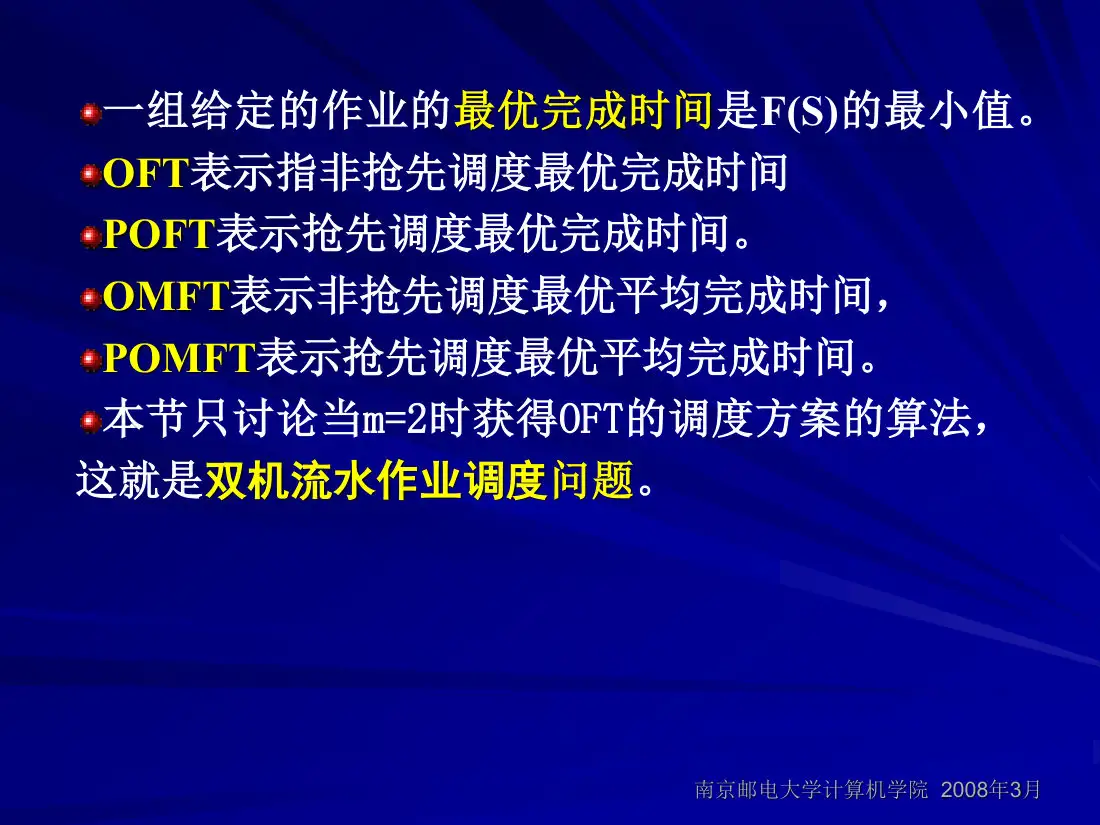 一组给定的作业的最优完成时间是F(S)的最小值。
OFT表示指非抢先调度最优完成时间
POFT表示抢先调度最优完成时间。
OMFT表示非抢先调度最优平均完成时间，
POMFT表示抢先调度最优平均完成时间。
本节只讨论当m=2时获得OFT的调度方案的算法，
这就是双机流水作业调度问题。
南京邮电大学计算机学院 2008年3月